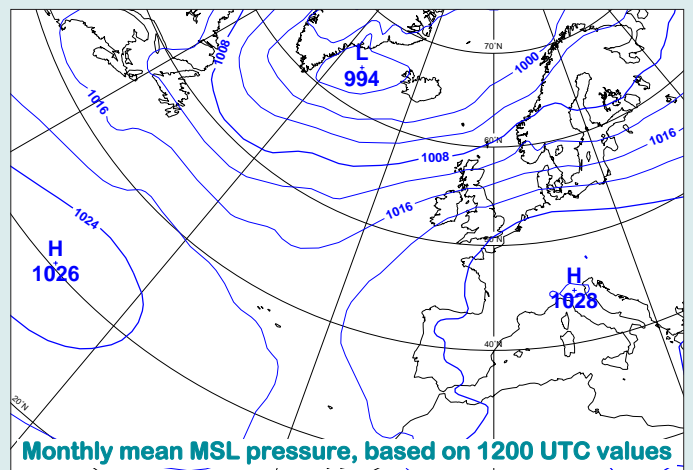 70°N
1008
L
994
1000
1016
60°N
1016
1008
1016
1024
50°N
H
1026
H
1028
40°N
20°N
Monthly mean MSL pressure, based on 1200 UTC values